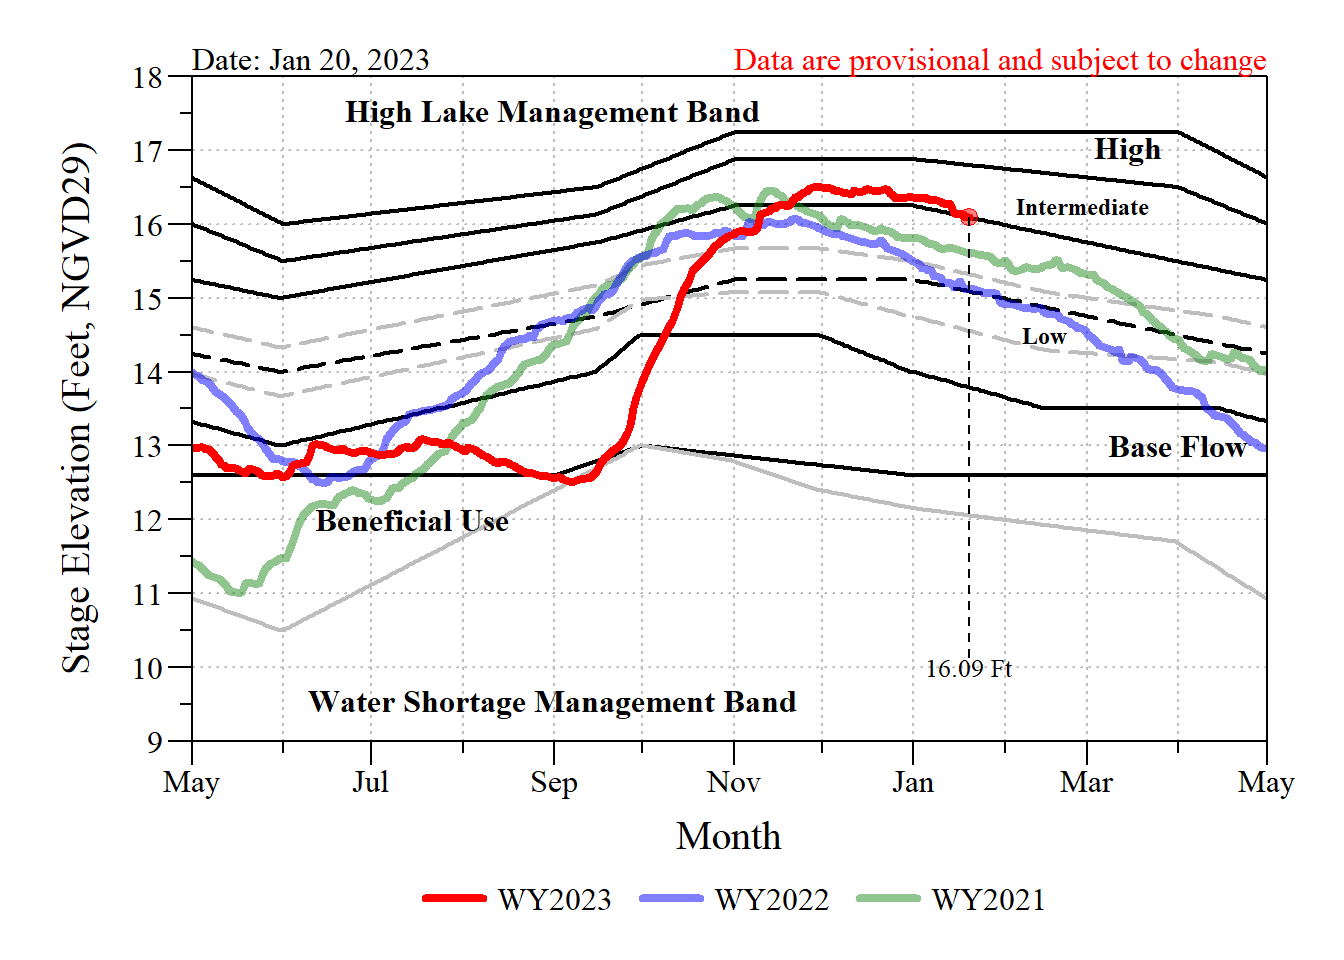 Date: Jan 20, 2023
Data are provisional and subject to change
18
17
16
15
14
13
12
11
10
9
Stage Elevation (Feet, NGVD29)
High Lake Management Band
High
Intermediate
Low
Base Flow
Beneficial Use
16.09 Ft
Water Shortage Management Band
May Jul Sep Nov Jan Mar May
Month
WY2023 WY2022 WY2021